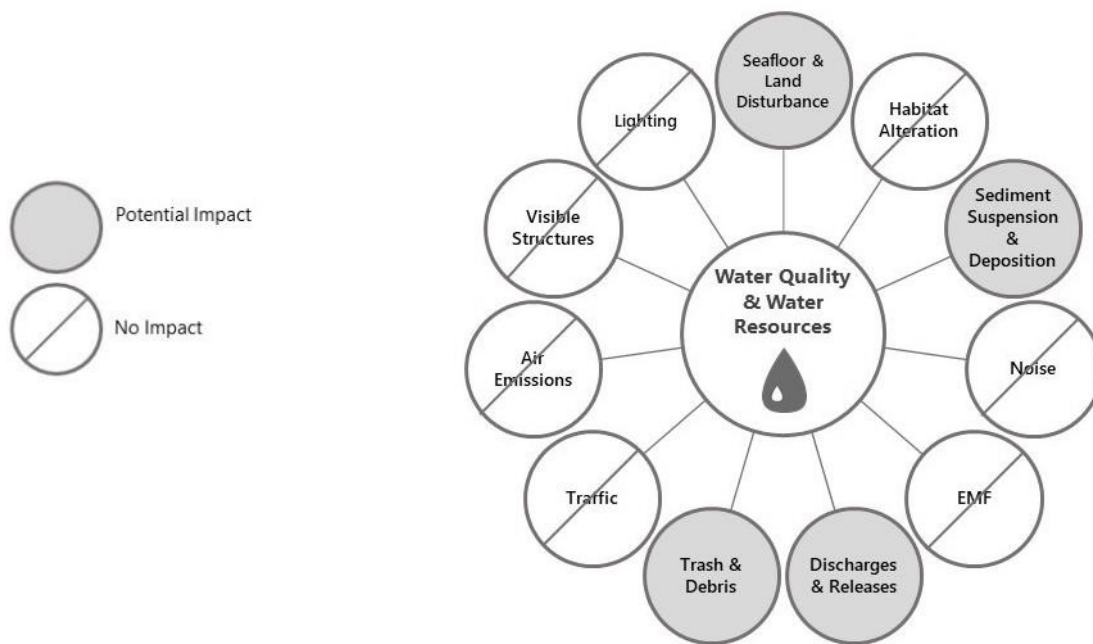 Potential Impact
No Impact
Seafloor &
Land
Disturbance
Habitat
Alteration
Sediment
Suspension
&
Deposition
Noise
EMF
Discharges
& Releases
Trash &
Debris
Traffic
Air
Emissions
Visible
Structures
Lighting
Water Quality
& Water
Resources